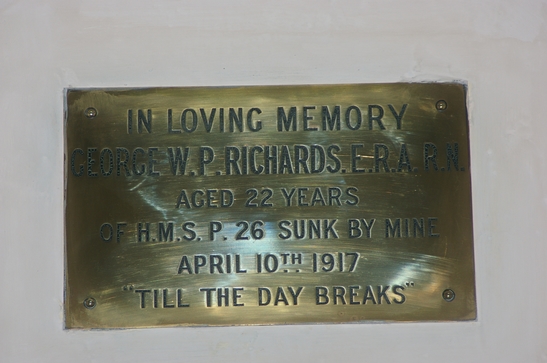 IN LOVING MEMORY
GEORGE W. P. RICHARDS. E.R.A. R.N.
AGED 22 YEARS
OF H.M.S. P. 26 SUNK BY MINE
APRIL 10TH. 1917
"TILL THE DAY BREAKS"